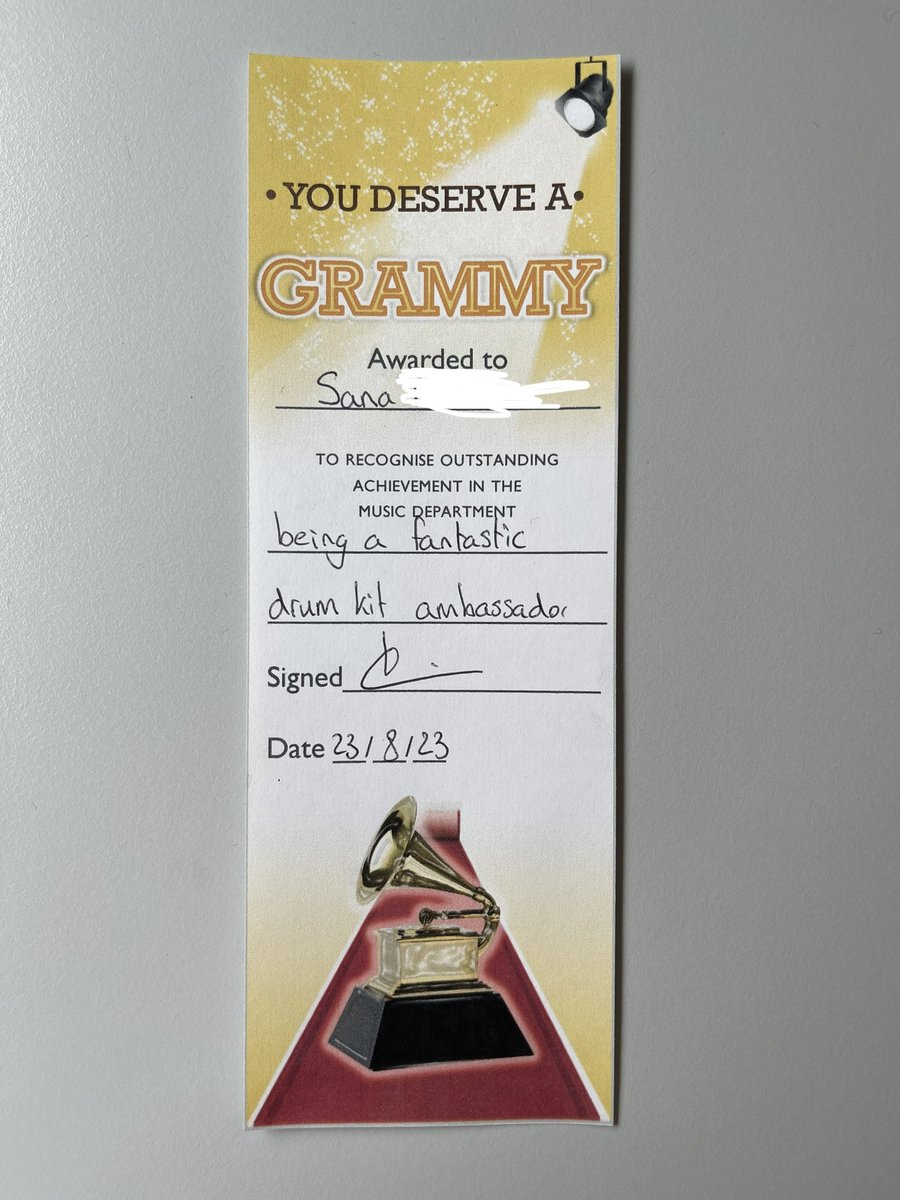 • YOU DESERVE A •
GRAMMY
Awarded to
Sana
TO RECOGNISE OUTSTANDING
ACHIEVEMENT IN THE
MUSIC DEPARTMENT
being a fantastic
drum kit ambassador
Signed
Date 23/8/23